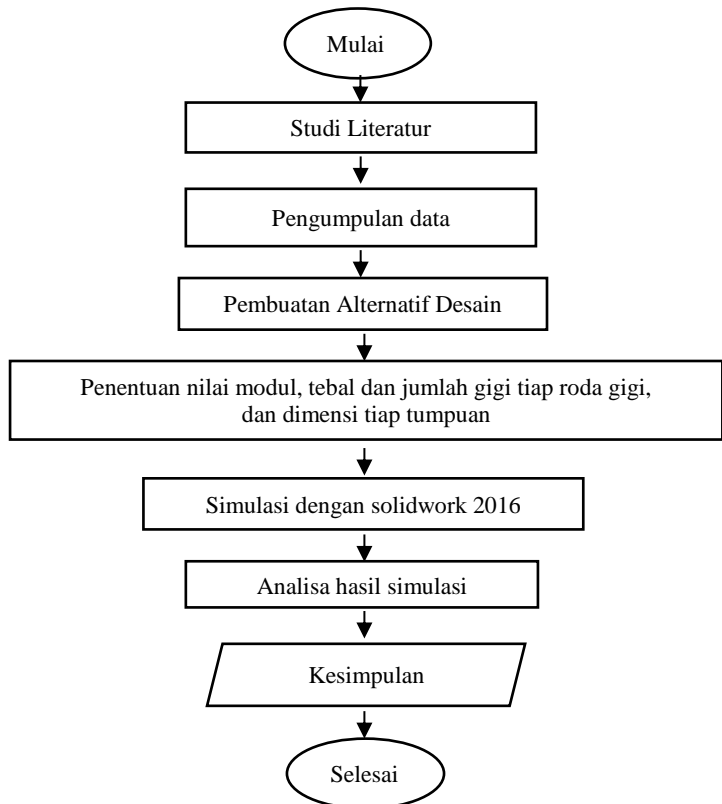 Mulai
Studi Literatur
Pengumpulan data
Pembuatan Alternatif Desain
Penentuan nilai modul, tebal dan jumlah gigi tiap roda gigi,
dan dimensi tiap tumpuan
Simulasi dengan solidwork 2016
Analisa hasil simulasi
Kesimpulan
Selesai